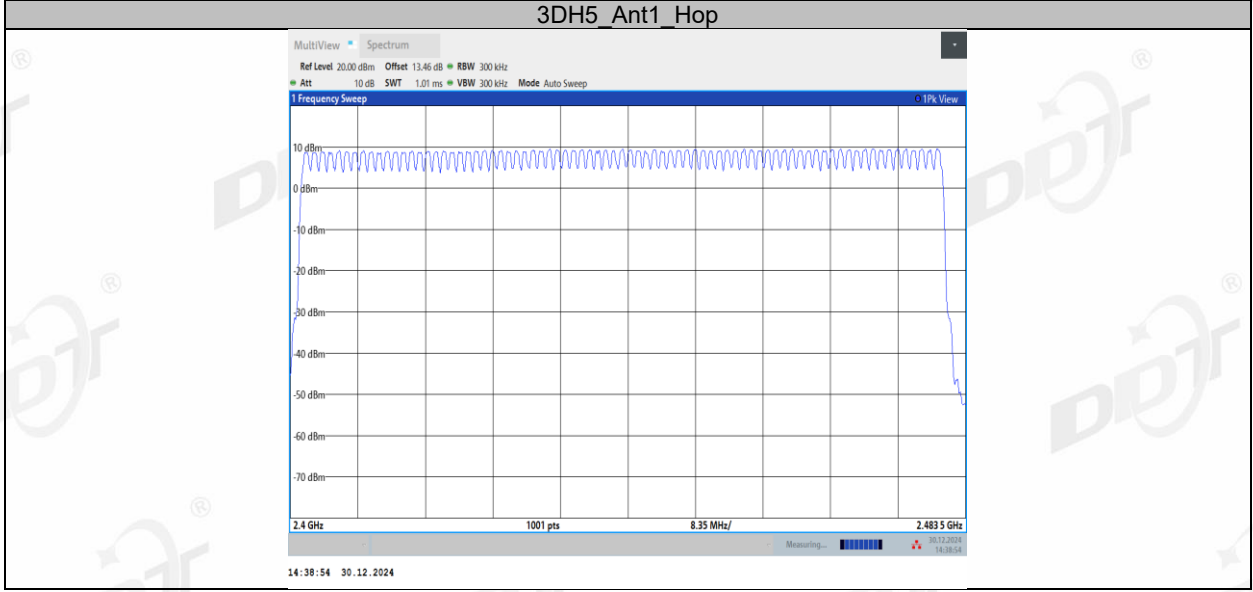 3DH5_Ant1_Hop
MultiView Spectrum
Ref Level 20.00 dBm Offset 13.46 dB RBW 300 kHz
Att 10 dB SWT 1.01 ms VBW 300 kHz Mode Auto Sweep
1 Frequency Sweep 1Pk View
10 dBm
0 dBm
-10 dBm
-20 dBm
-30 dBm
-40 dBm
-50 dBm
-60 dBm
-70 dBm
2.4 GHz 1001 pts 8.35 MHz/ 2.483 5 GHz
Measuring... 30.12.2024
14:38:54
14:38:54 30.12.2024
DDT
®